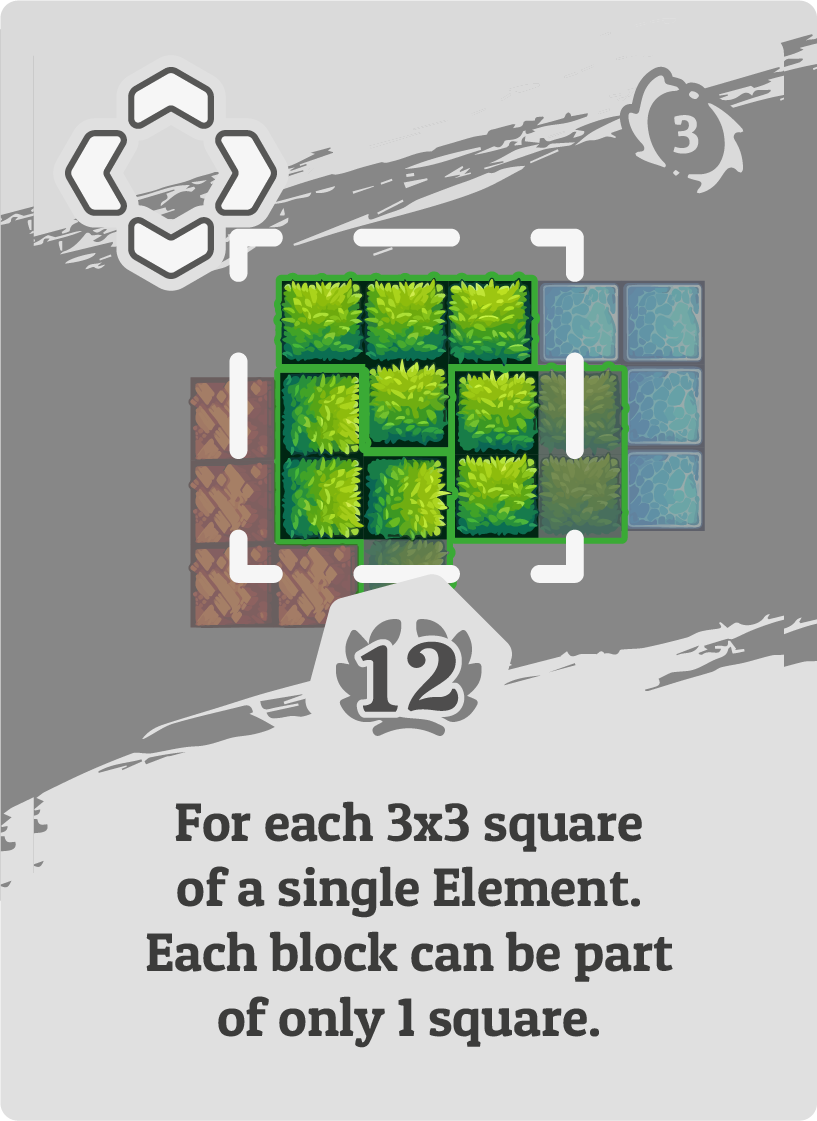 3
12
For each 3x3 square
of a single Element.
Each block can be part
of only 1 square.